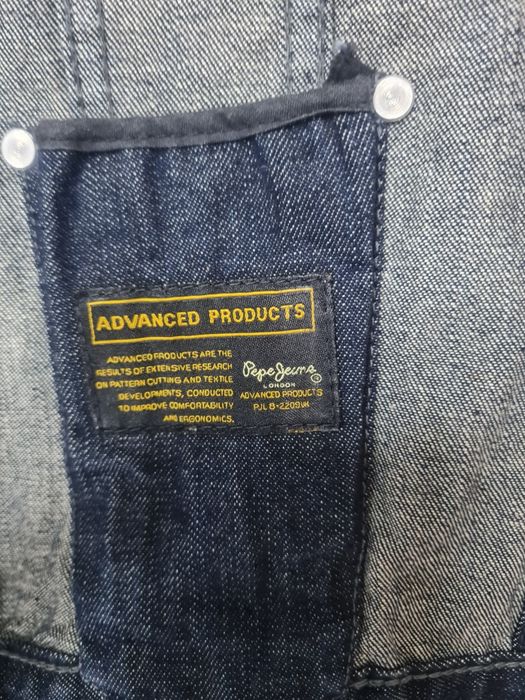 ADVANCED PRODUCTS
ADVANCED PRODUCTS ARE THE
RESULTS OF EXTENSIVE RESEARCH
ON PATTERN CUTTING AND TEXTILE
DEVELOPMENTS, CONDUCTED
TO IMPROVE COMFORTABILITY
AND ERGONOMICS.
Pepe Jeans
LONDON
ADVANCED PRODUCTS
PJL 8-2209UK